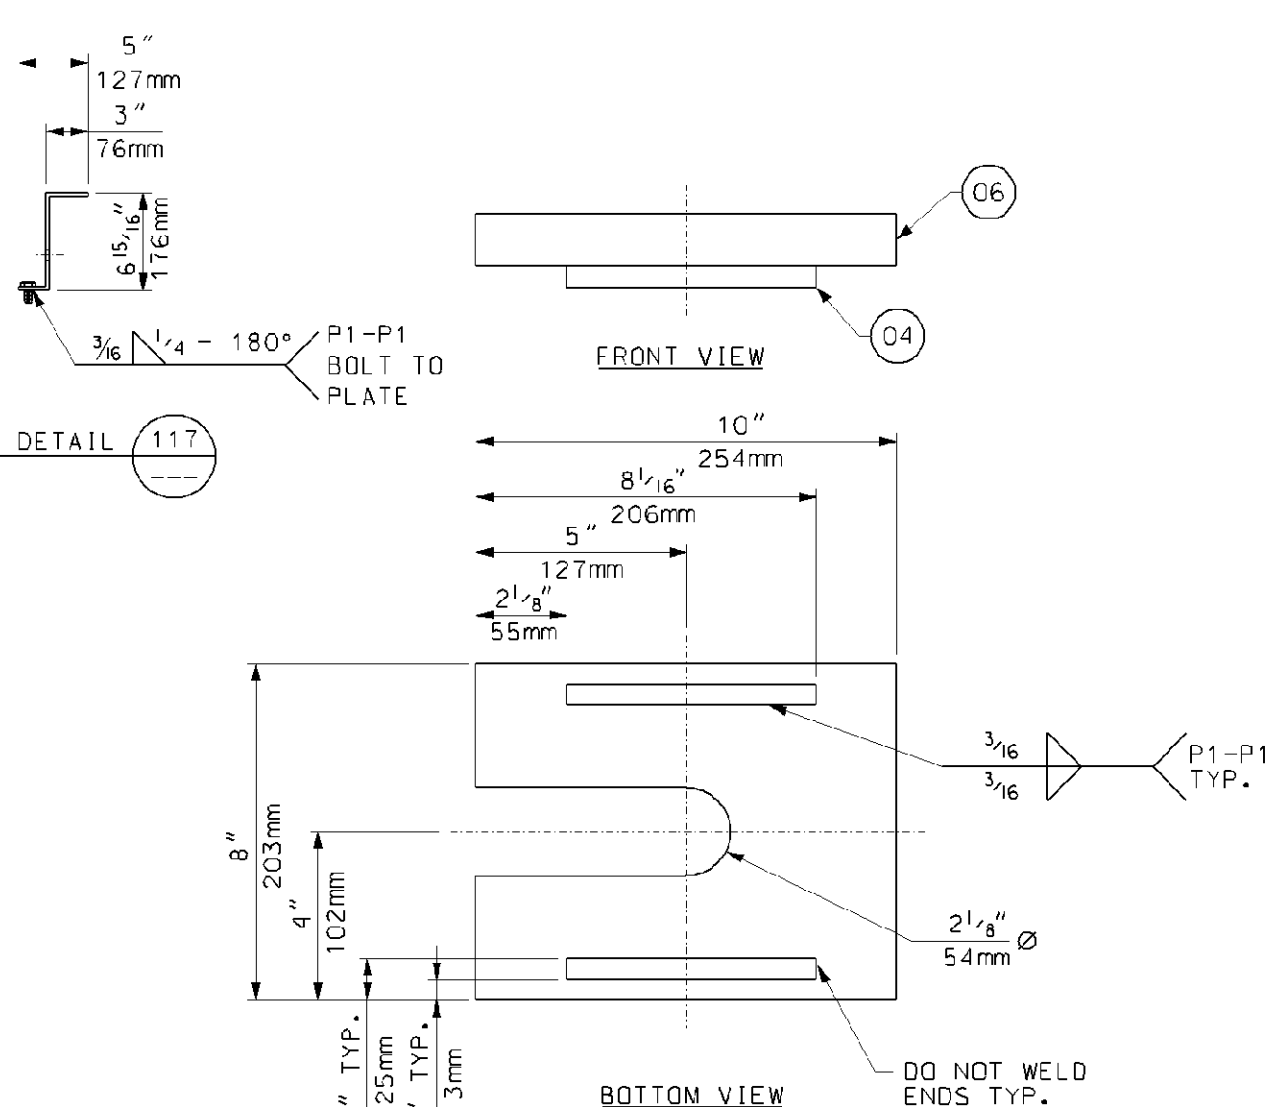 5"
127mm
3"
76mm
6 15/16"
176mm
3/16
1/4 - 180°
P1-P1
BOLT TO
PLATE
DETAIL 117
---
06
04
FRONT VIEW
10"
254mm
8 1/16"
206mm
5"
127mm
2 1/8"
55mm
8"
203mm
4"
102mm
3/16
3/16
P1-P1
TYP.
2 1/8"
54mm Ø
" TYP.
25mm
" TYP.
3mm
BOTTOM VIEW
DO NOT WELD
ENDS TYP.